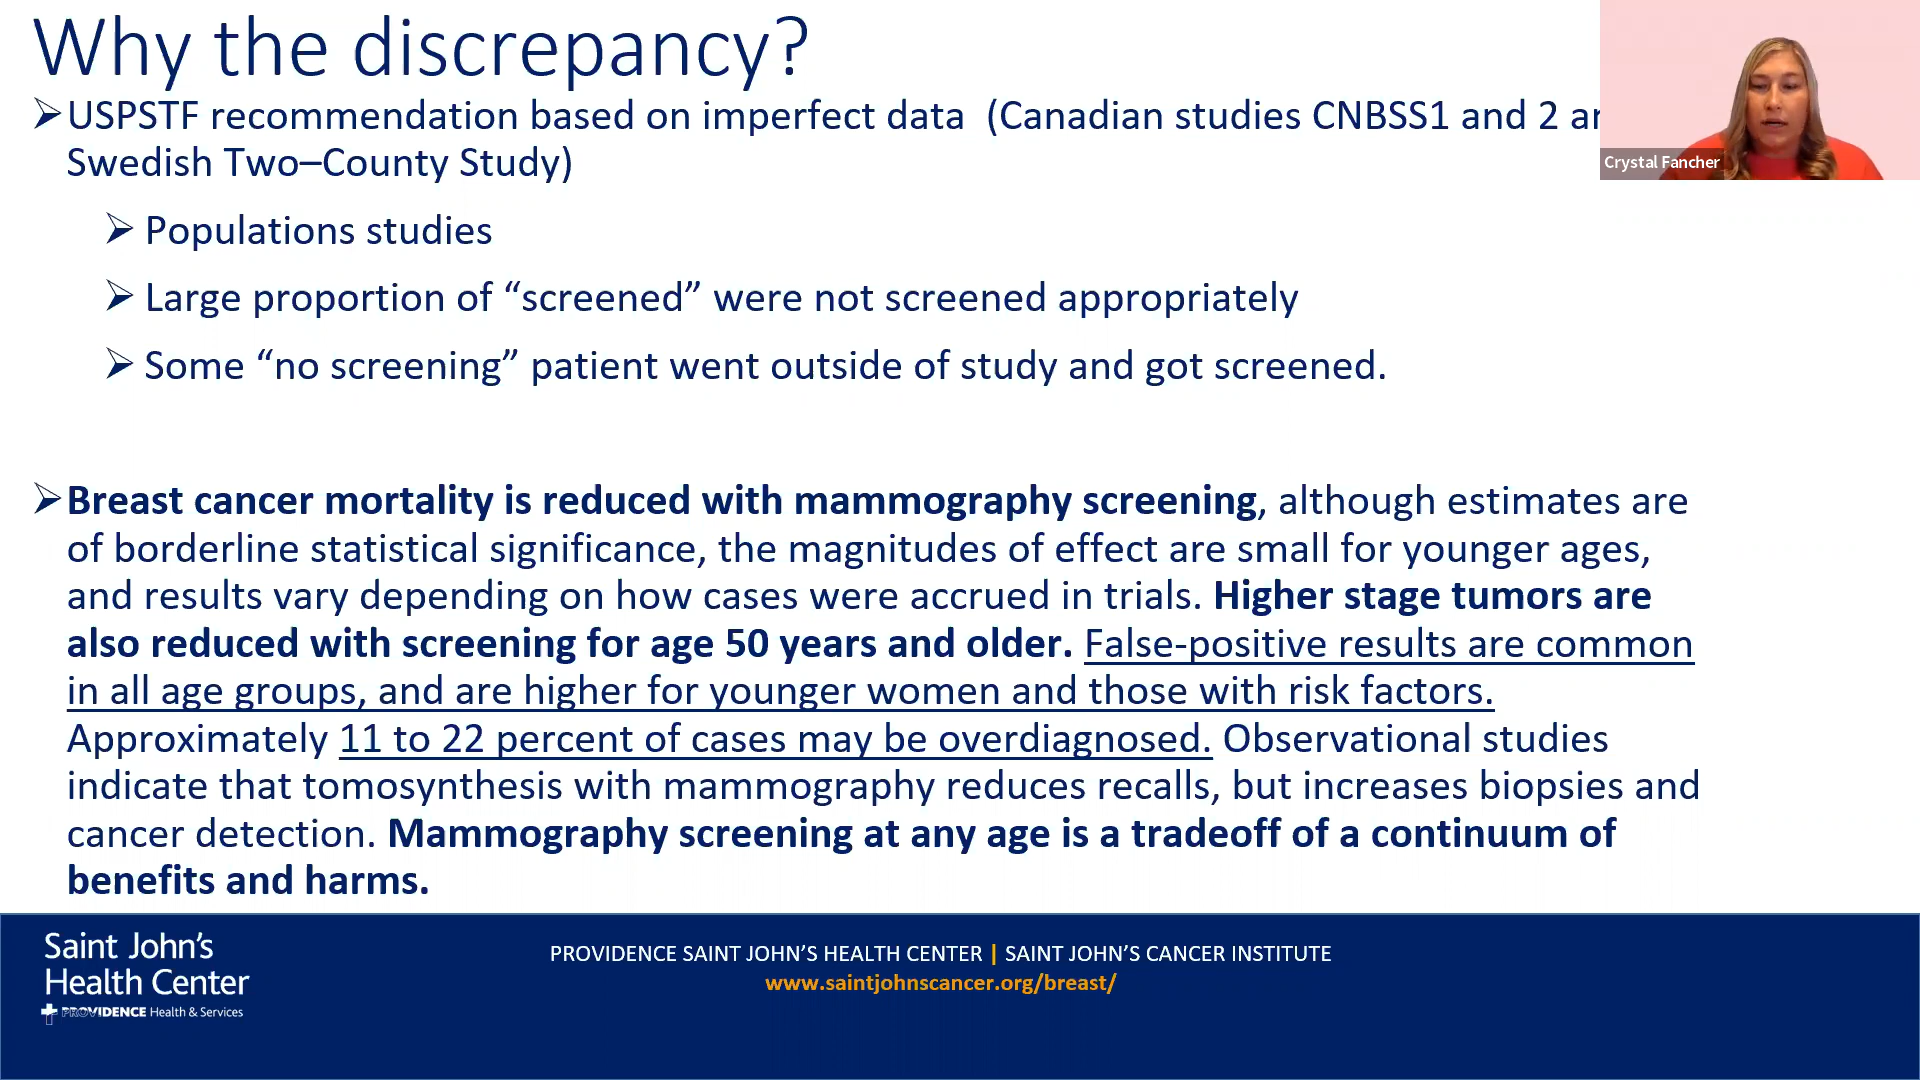 Why the discrepancy?
USPSTF recommendation based on imperfect data (Canadian studies CNBSS1 and 2
Swedish Two–County Study)
Populations studies
Large proportion of “screened” were not screened appropriately
Some “no screening” patient went outside of study and got screened.
Breast cancer mortality is reduced with mammography screening, although estimates are
of borderline statistical significance, the magnitudes of effect are small for younger ages,
and results vary depending on how cases were accrued in trials. Higher stage tumors are
also reduced with screening for age 50 years and older. False-positive results are common
in all age groups, and are higher for younger women and those with risk factors.
Approximately 11 to 22 percent of cases may be overdiagnosed. Observational studies
indicate that tomosynthesis with mammography reduces recalls, but increases biopsies and
cancer detection. Mammography screening at any age is a tradeoff of a continuum of
benefits and harms.
Crystal Fancher
Saint John’s
Health Center
PROVIDENCE Health & Services
PROVIDENCE SAINT JOHN’S HEALTH CENTER | SAINT JOHN’S CANCER INSTITUTE
www.saintjohnscancer.org/breast/